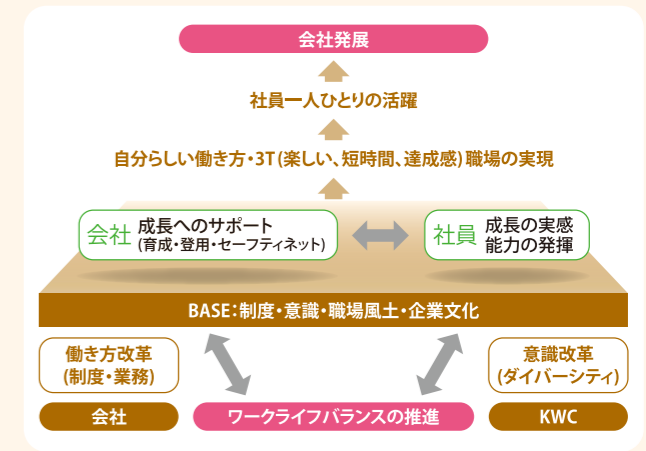 会社発展
社員一人ひとりの活躍
自分らしい働き方・3T(楽しい、短時間、達成感)職場の実現
会社 成長へのサポート
(育成・登用・セーフティネット)
社員 成長の実感
能力の発揮
BASE：制度・意識・職場風土・企業文化
働き方改革
(制度・業務)
意識改革
(ダイバーシティ)
会社
ワークライフバランスの推進
KWC